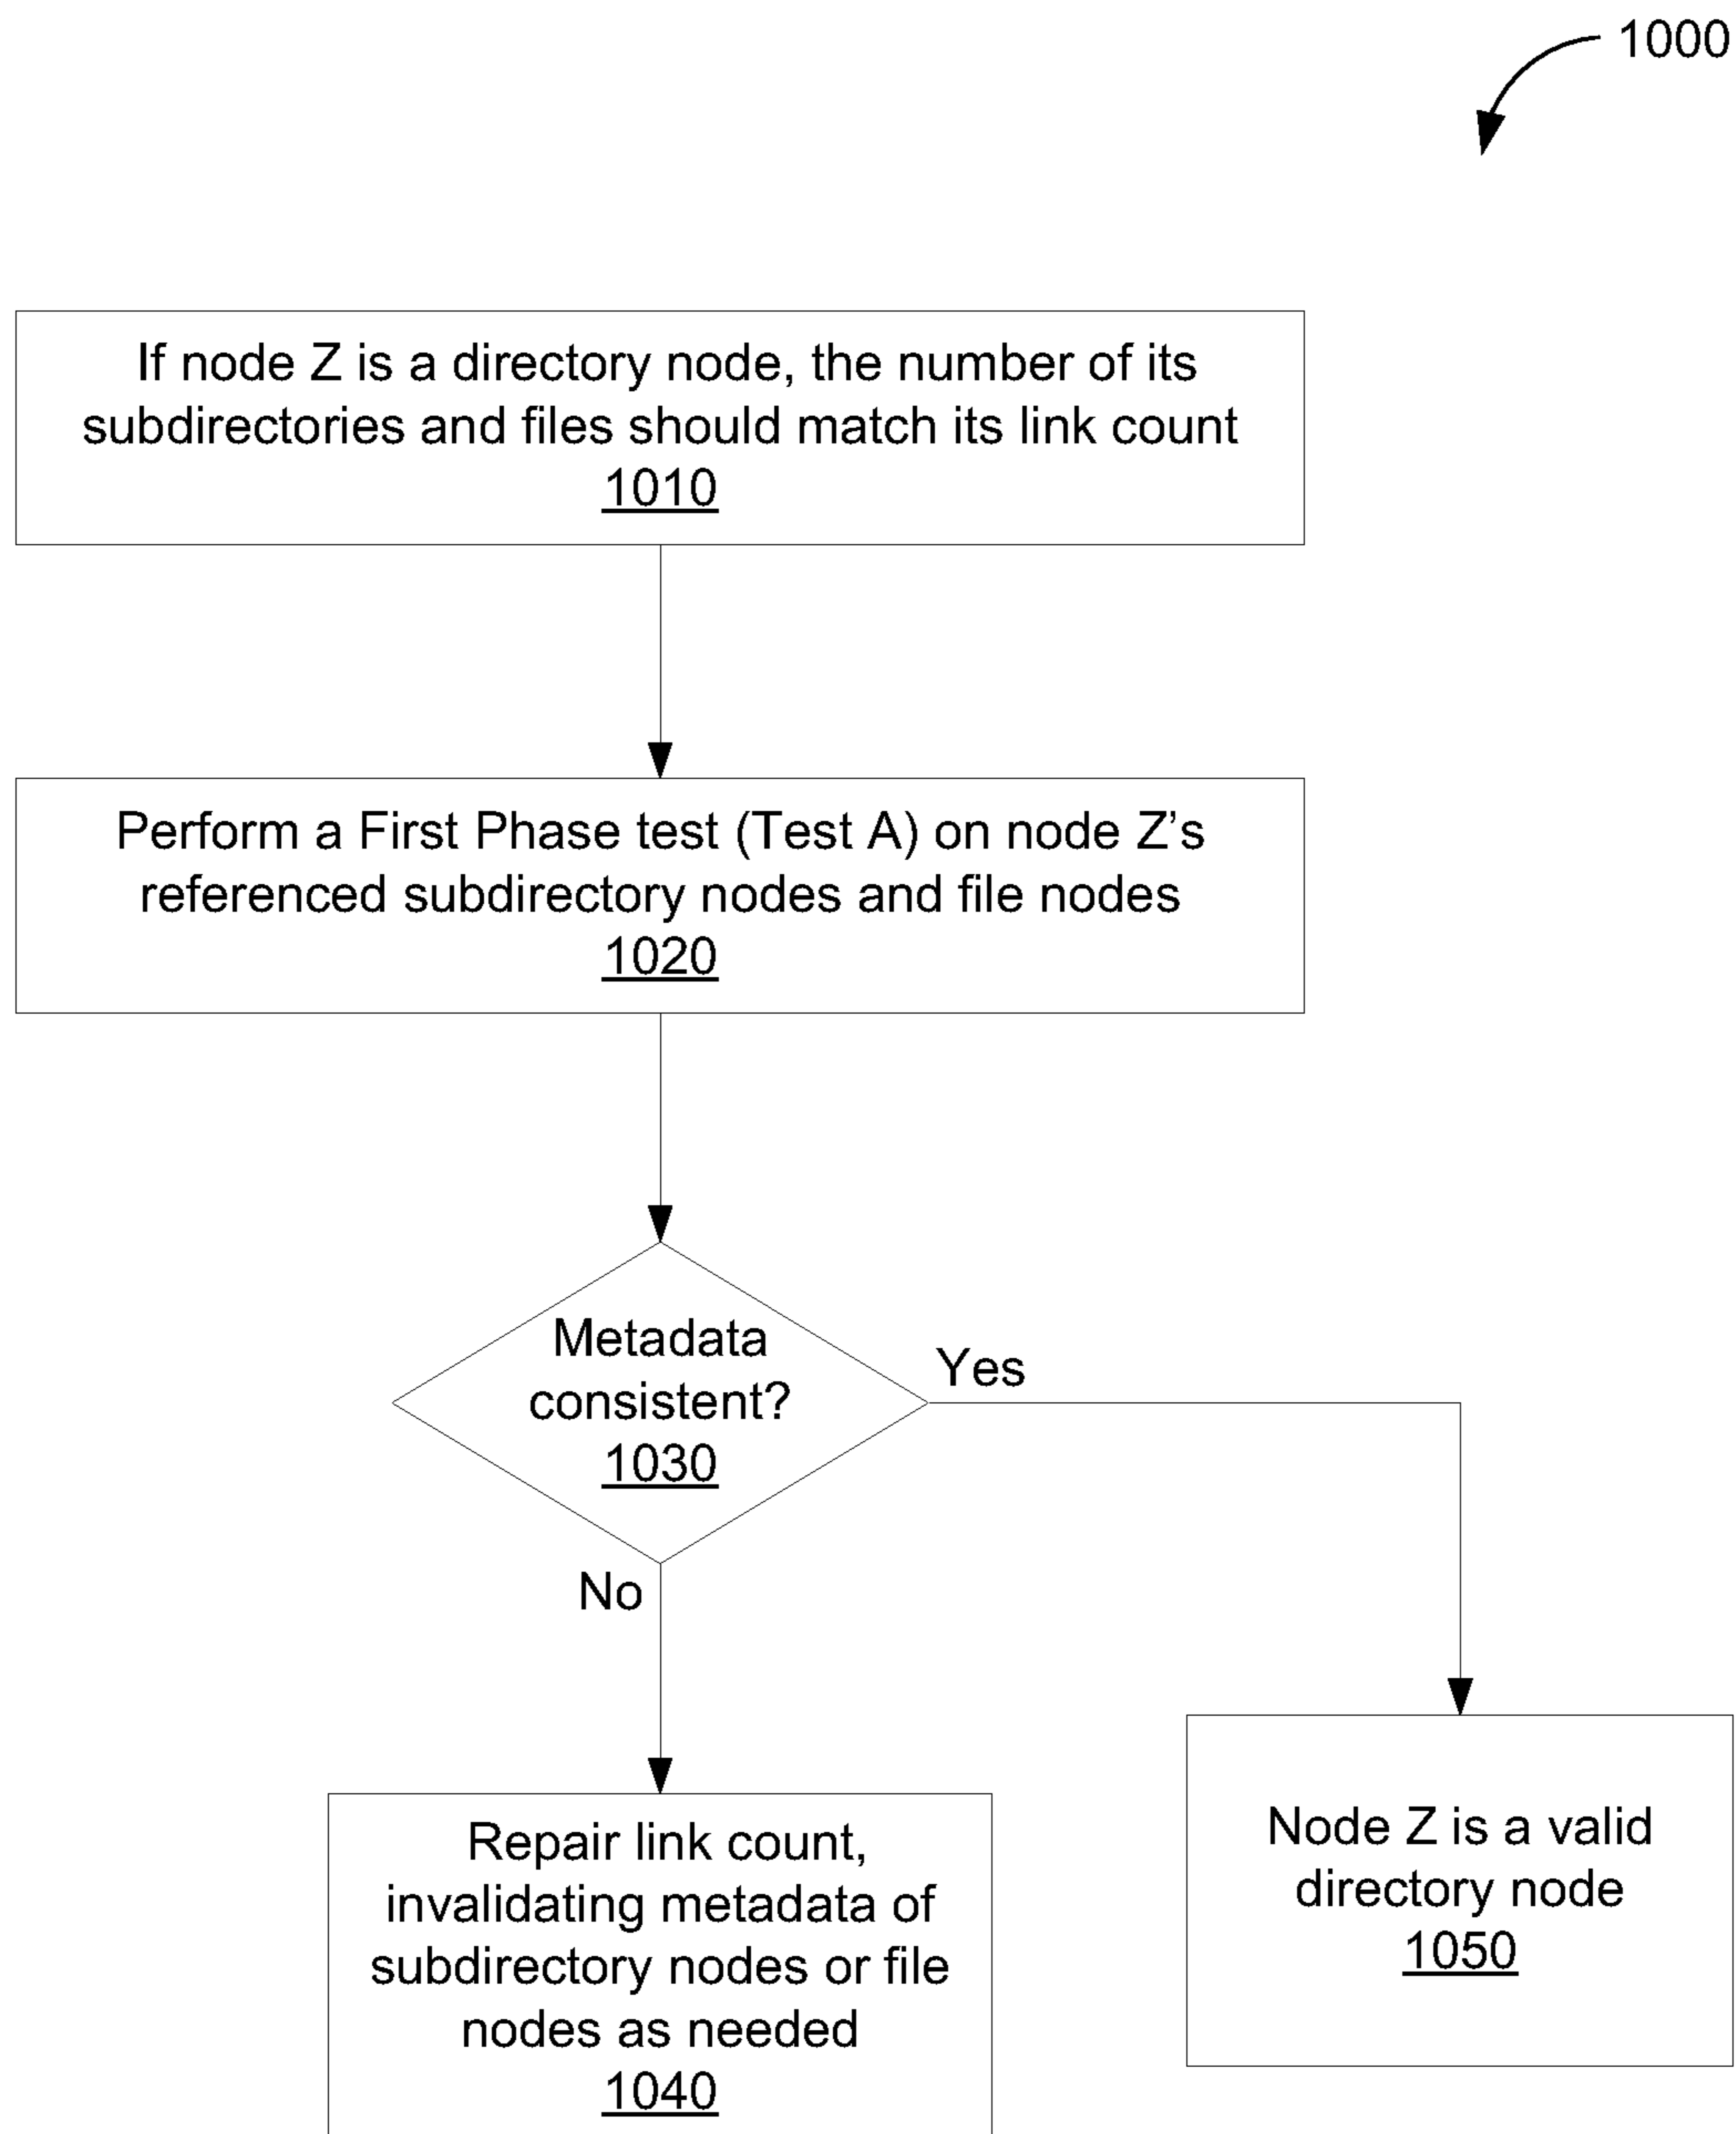 1000
If node Z is a directory node, the number of its
subdirectories and files should match its link count
1010
Perform a First Phase test (Test A) on node Z’s
referenced subdirectory nodes and file nodes
1020
Metadata
consistent?
1030
Yes
No
Repair link count,
invalidating metadata of
subdirectory nodes or file
nodes as needed
1040
Node Z is a valid
directory node
1050